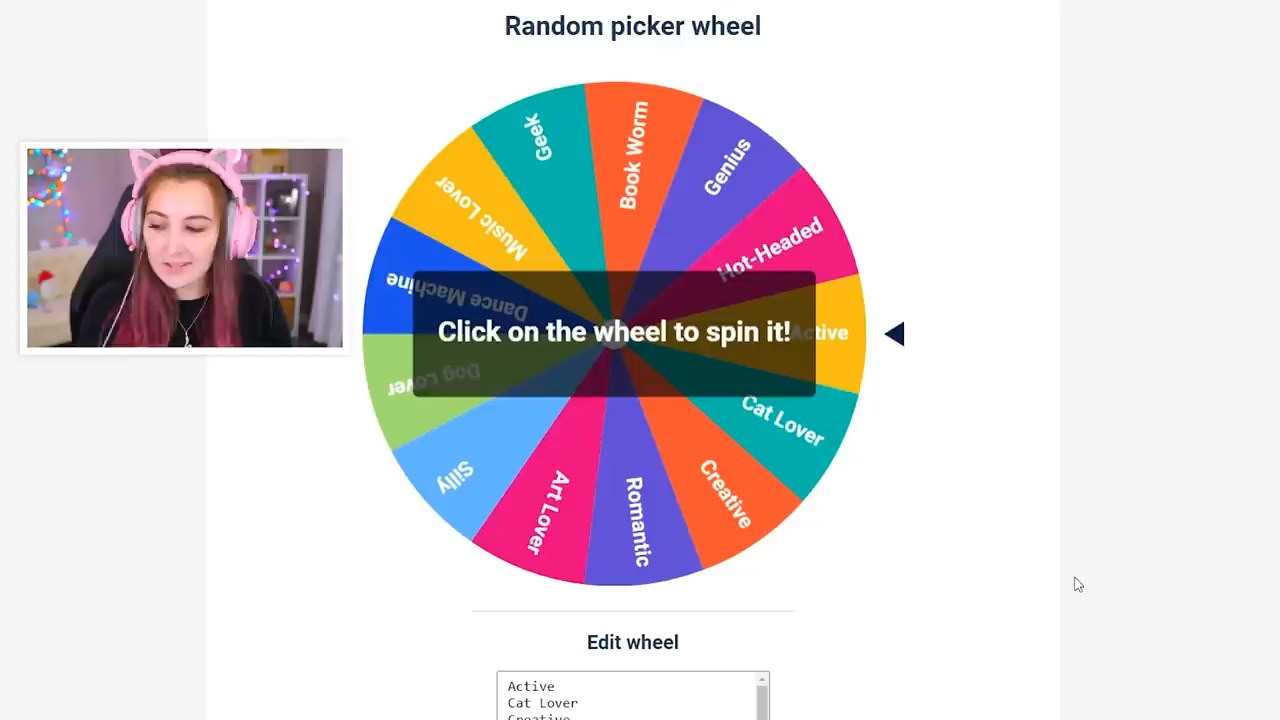 Random picker wheel
Geek
Book Worm
Genius
Music Lover
Hot-Headed
Dance Machine
Click on the wheel to spin it!
Active
Dog Lover
Cat Lover
Silly
Creative
Art Lover
Romantic
Edit wheel
Active
Cat Lover
Creative